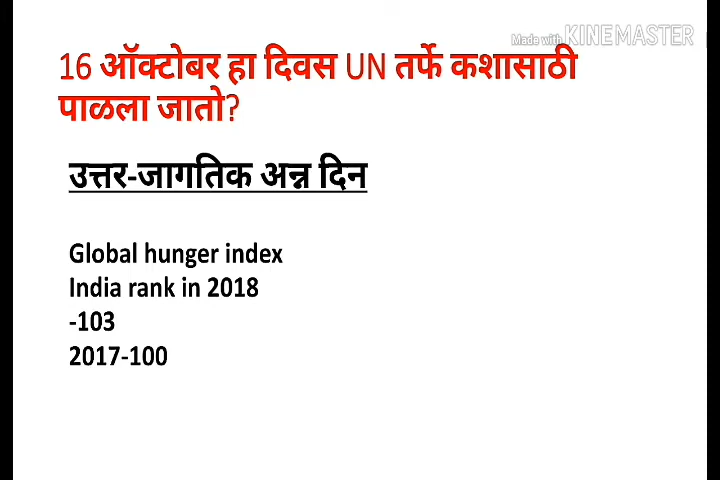 Made with KINEMASTER
16 ऑक्टोबर हा दिवस UN तर्फे कशासाठी
पाळला जातो?
उत्तर-जागतिक अन्न दिन
Global hunger index
India rank in 2018
-103
2017-100